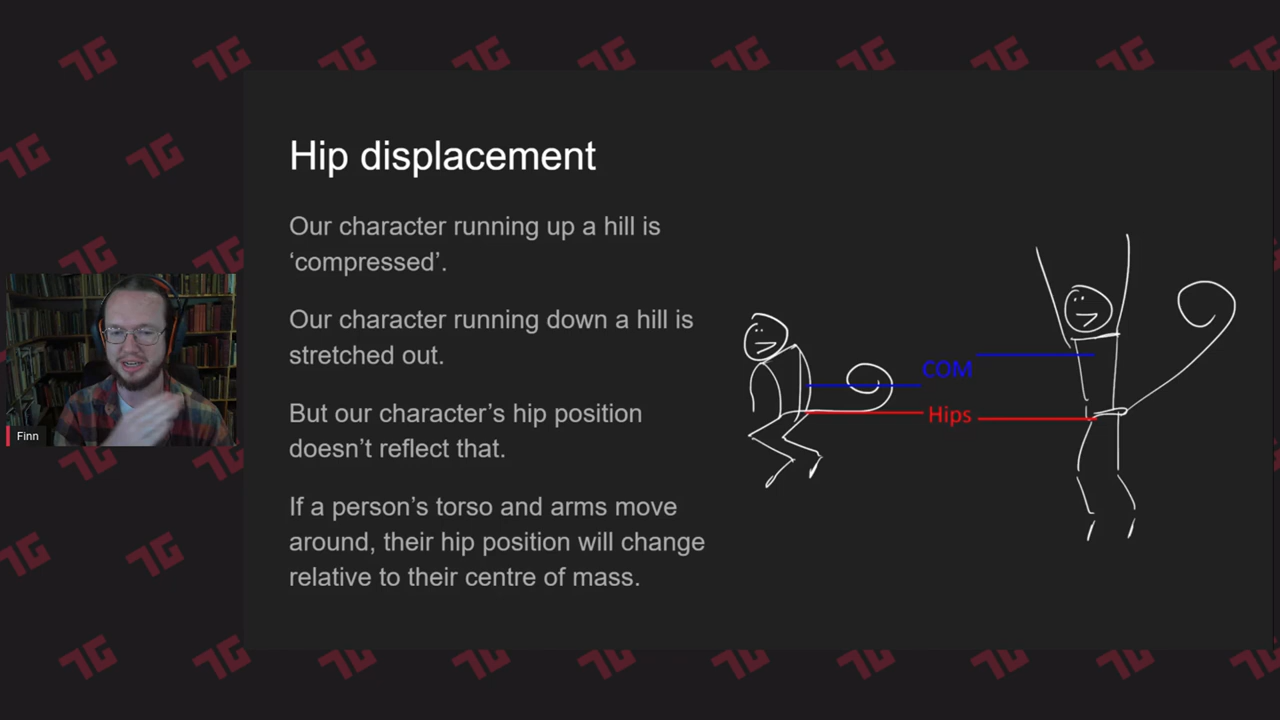 Hip displacement
Our character running up a hill is
‘compressed’.
Our character running down a hill is
stretched out.
But our character’s hip position
doesn’t reflect that.
If a person’s torso and arms move
around, their hip position will change
relative to their centre of mass.
COM
Hips
Finn